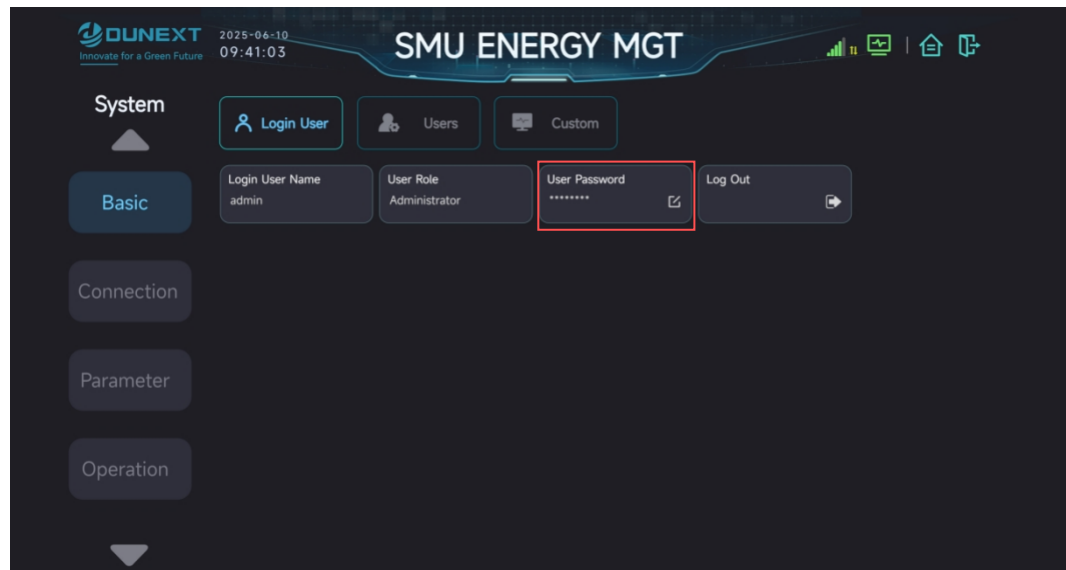 DUNEXT
Innovate for a Green Future
2025-06-10
09:41:03
SMU ENERGY MGT
System
Login User
Users
Custom
Basic
Connection
Parameter
Operation
Login User Name
admin
User Role
Administrator
User Password
********
Log Out